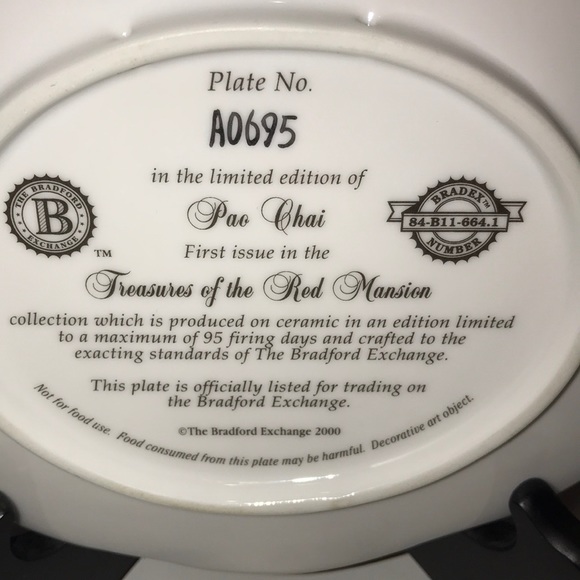 Plate No.
A0695
in the limited edition of
Pao Chai
First issue in the
Treasures of the Red Mansion
collection which is produced on ceramic in an edition limited
to a maximum of 95 firing days and crafted to the
exacting standards of The Bradford Exchange.
This plate is officially listed for trading on
the Bradford Exchange.
©The Bradford Exchange 2000
Not for food use. Food consumed from this plate may be harmful. Decorative art object.
THE BRADFORD
B
EXCHANGE
TM
BRADEX™
84-B11-664.1
NUMBER